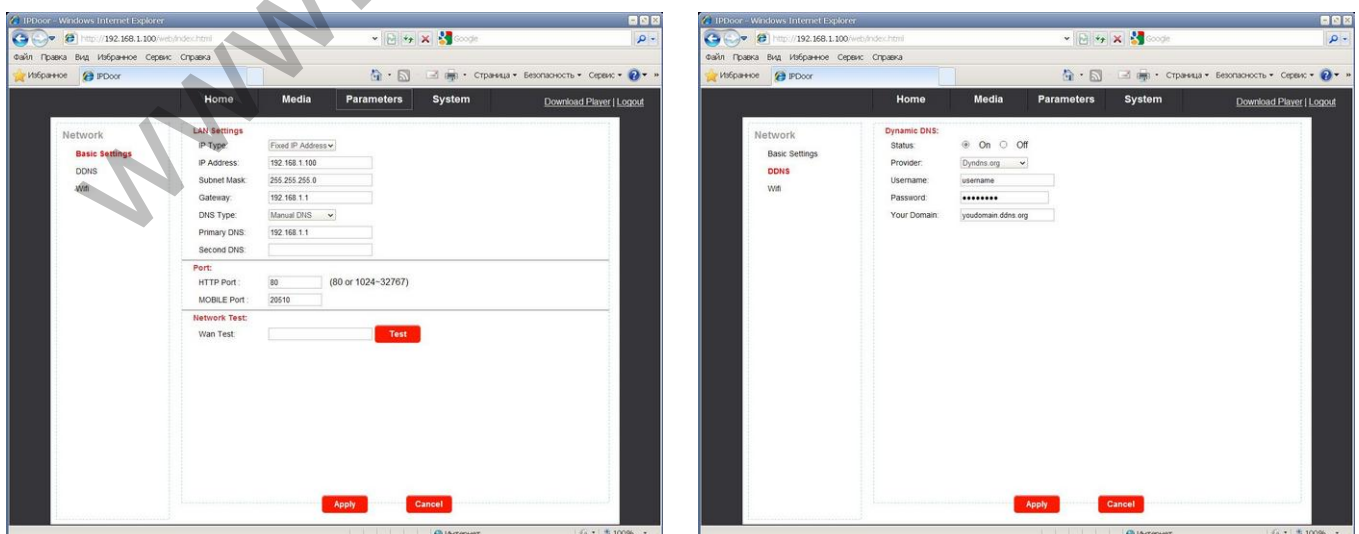 WWW
IPDoor - Windows Internet Explorer
http://192.168.1.100/web/index.html
Google
Файл Правка Вид Избранное Сервис Справка
Избранное IPDoor Страница Безопасность Сервис
Home Media Parameters System Download Player | Logout
Network
Basic Settings
DDNS
Wifi
LAN Settings
IP Type: Fixed IP Address
IP Address: 192.168.1.100
Subnet Mask: 255.255.255.0
Gateway: 192.168.1.1
DNS Type: Manual DNS
Primary DNS: 192.168.1.1
Second DNS:
Port:
HTTP Port : 80 (80 or 1024~32767)
MOBILE Port : 20510
Network Test:
Wan Test: Test
Apply Cancel
Интернет 100%
IPDoor - Windows Internet Explorer
http://192.168.1.100/web/index.html
Google
Файл Правка Вид Избранное Сервис Справка
Избранное IPDoor Страница Безопасность Сервис
Home Media Parameters System Download Player | Logout
Network
Basic Settings
DDNS
Wifi
Dynamic DNS:
Status: On Off
Provider: Dyndns.org
Username: username
Password: ••••••••
Your Domain: youdomain.ddns.org
Apply Cancel
Интернет 100%